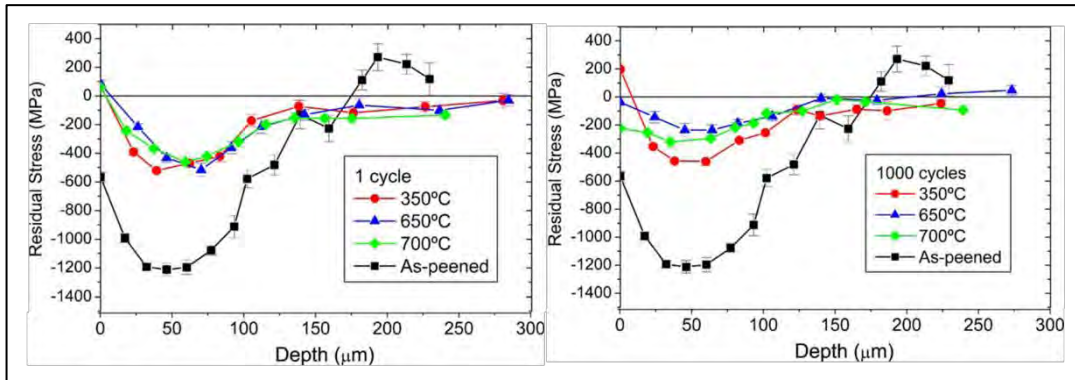 400
200
0
-200
-400
-600
-800
-1000
-1200
-1400
Residual Stress (MPa)
1 cycle
350ºC
650ºC
700ºC
As-peened
0 50 100 150 200 250 300
Depth (μm)
400
200
0
-200
-400
-600
-800
-1000
-1200
-1400
Residual Stress (MPa)
1000 cycles
350ºC
650ºC
700ºC
As-peened
0 50 100 150 200 250 300
Depth (μm)